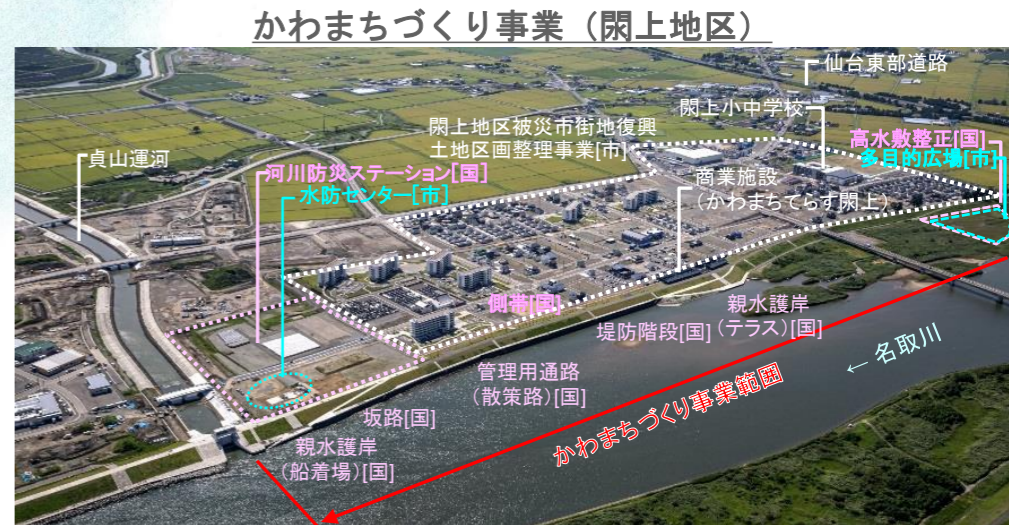 かわまちづくり事業（閖上地区）
仙台東部道路
閖上小中学校
高水敷整正[国]
多目的広場[市]
閖上地区被災市街地復興
土地区画整理事業[市]
貞山運河
河川防災ステーション[国]
水防センター[市]
商業施設
（かわまちてらす閖上）
側帯[国]
親水護岸
（テラス）[国]
堤防階段[国]
←名取川
管理用通路
（散策路）[国]
かわまちづくり事業範囲
坂路[国]
親水護岸
（船着場）[国]